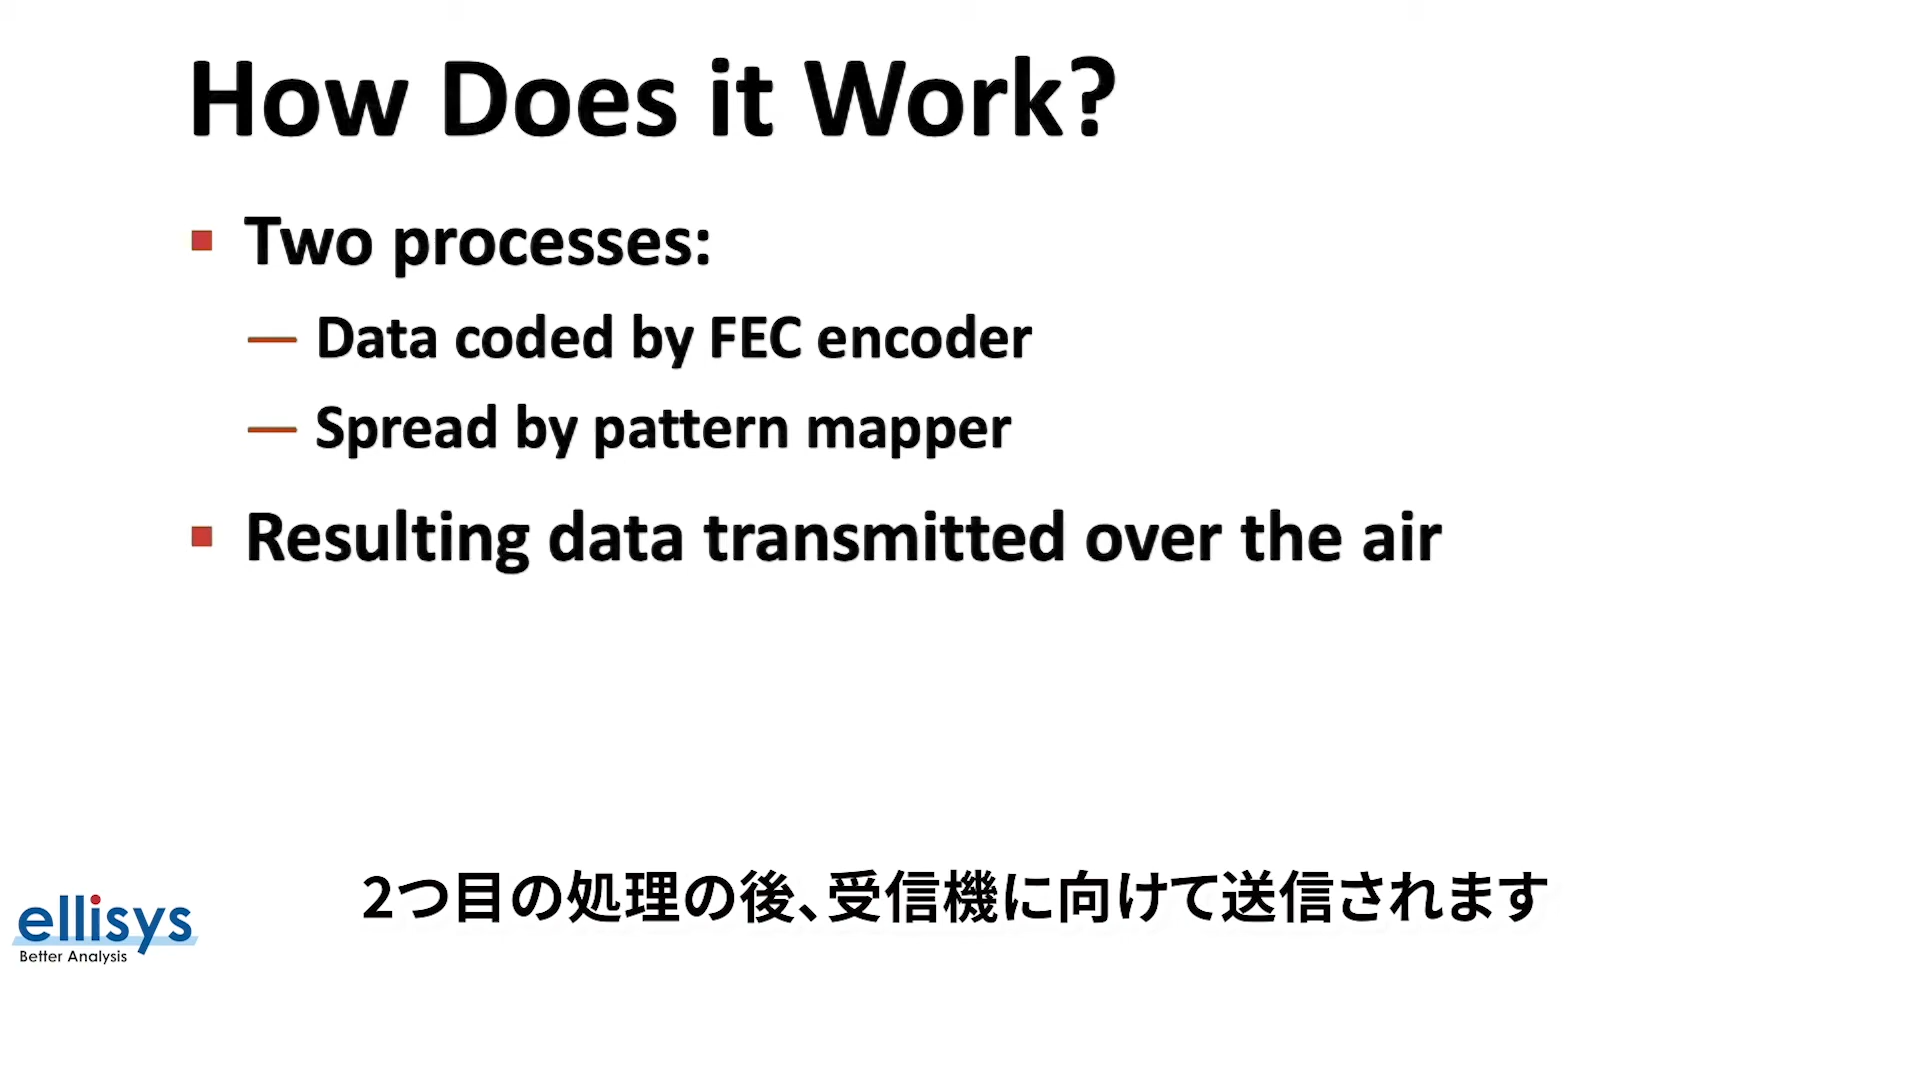 How Does it Work?
▪ Two processes:
— Data coded by FEC encoder
— Spread by pattern mapper
▪ Resulting data transmitted over the air
2つ目の処理の後、受信機に向けて送信されます
ellisys
Better Analysis